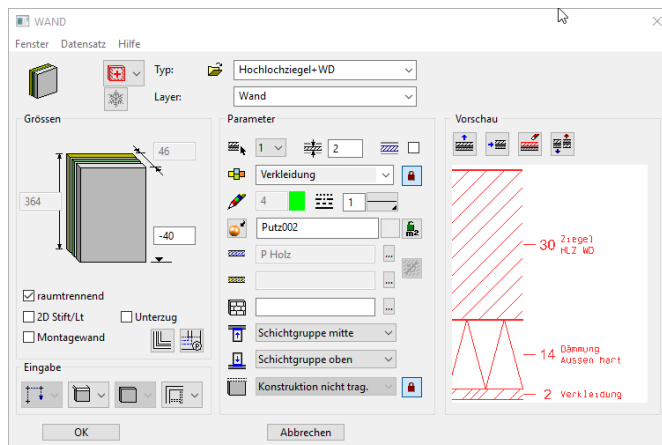 WAND
Fenster Datensatz Hilfe
Typ: Hochlochziegel+WD
Layer: Wand
Grössen
46
364
-40
raumtrennend
2D Stift/Lt Unterzug
Montagewand
Eingabe
Parameter
1 2
Verkleidung
4 1
Putz002
m2
P Holz
...
...
...
Schichtgruppe mitte
Schichtgruppe oben
Konstruktion nicht trag.
Vorschau
30 Ziegel
HLZ WD
14 Dämmung
Aussen hart
2 Verkleidung
OK Abbrechen